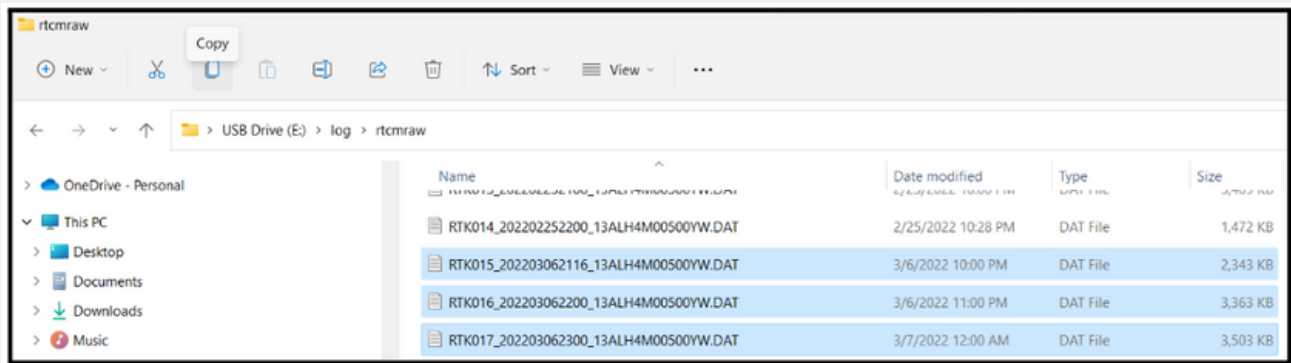 rtcmraw
Copy
New
Sort
View
USB Drive (E:) > log > rtcmraw
Name Date modified Type Size
OneDrive - Personal
This PC
RTK014_202202252200_13ALH4M00500YW.DAT 2/25/2022 10:28 PM DAT File 1,472 KB
Desktop
RTK015_202203062116_13ALH4M00500YW.DAT 3/6/2022 10:00 PM DAT File 2,343 KB
Documents
RTK016_202203062200_13ALH4M00500YW.DAT 3/6/2022 11:00 PM DAT File 3,363 KB
Downloads
Music
RTK017_202203062300_13ALH4M00500YW.DAT 3/7/2022 12:00 AM DAT File 3,503 KB